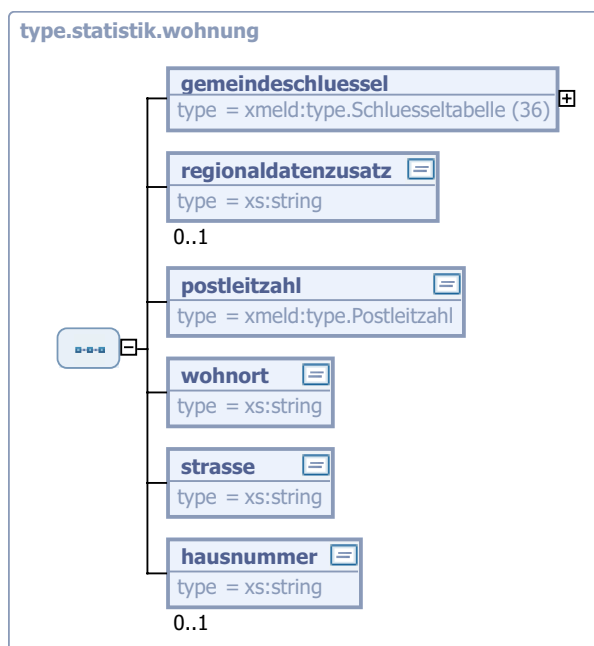 type.statistik.wohnung
gemeindeschluessel
type = xmeld:type.Schluesseltabelle (36)
regionaldatenzusatz
type = xs:string
0..1
postleitzahl
type = xmeld:type.Postleitzahl
wohnort
type = xs:string
strasse
type = xs:string
hausnummer
type = xs:string
0..1